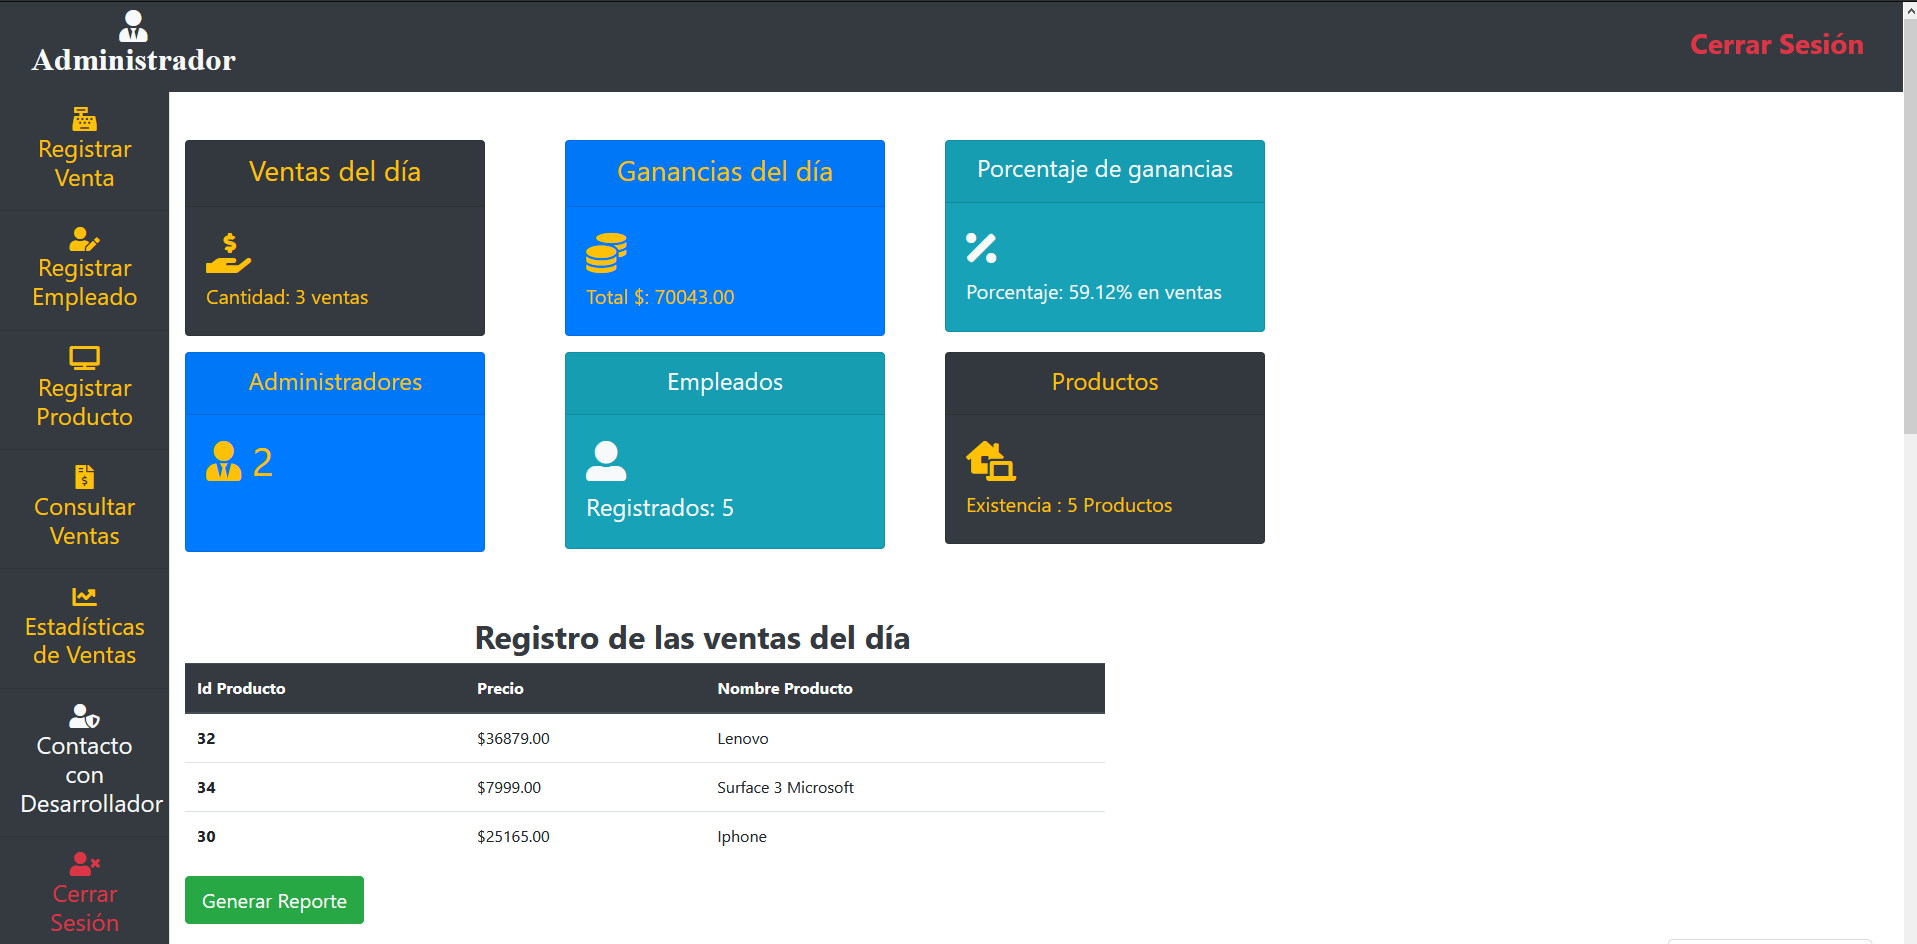 Administrador
Cerrar Sesión
Registrar
Venta
Registrar
Empleado
Registrar
Producto
Consultar
Ventas
Estadísticas
de Ventas
Contacto
con
Desarrollador
Cerrar
Sesión
Ventas del día
Cantidad: 3 ventas
Ganancias del día
Total $: 70043.00
Porcentaje de ganancias
Porcentaje: 59.12% en ventas
Administradores
2
Empleados
Registrados: 5
Productos
Existencia : 5 Productos
Registro de las ventas del día
Id Producto Precio Nombre Producto
32 $36879.00 Lenovo
34 $7999.00 Surface 3 Microsoft
30 $25165.00 Iphone
Generar Reporte